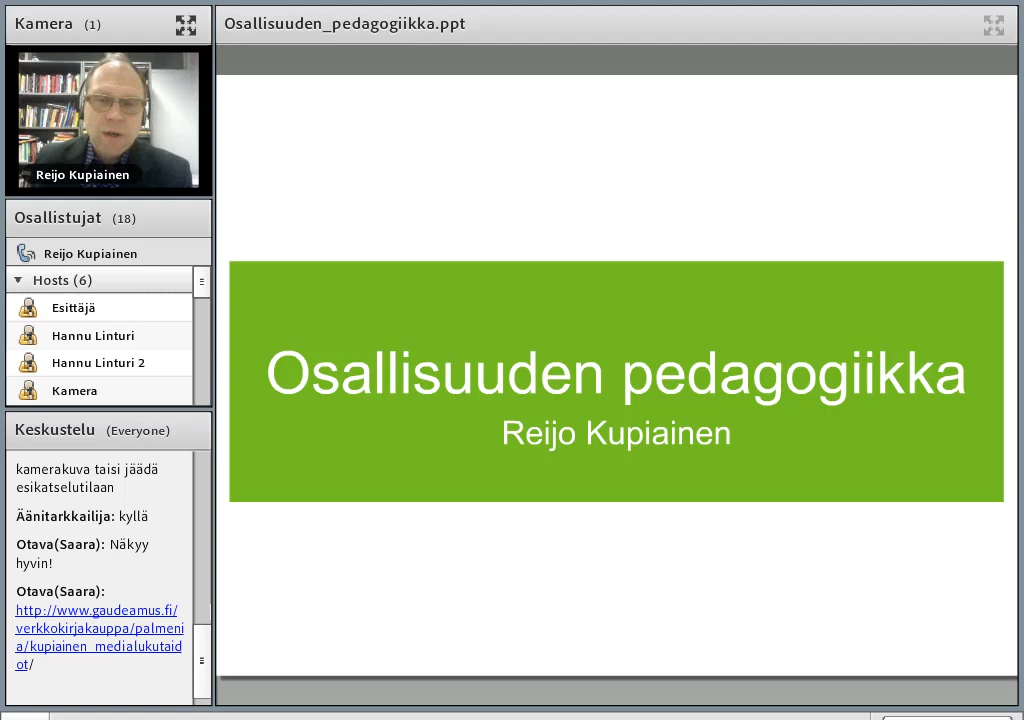 Kamera (1)
Reijo Kupiainen
Osallistujat (18)
Reijo Kupiainen
Hosts (6)
Esittäjä
Hannu Linturi
Hannu Linturi 2
Kamera
Keskustelu (Everyone)
kamerakuva taisi jäädä
esikatselutilaan
Äänitarkkailija: kyllä
Otava(Saara): Näkyy
hyvin!
Otava(Saara):
http://www.gaudeamus.fi/
verkkokirjakauppa/palmeni
a/kupiainen_medialukutaid
ot/
Osallisuuden_pedagogiikka.ppt
Osallisuuden pedagogiikka
Reijo Kupiainen